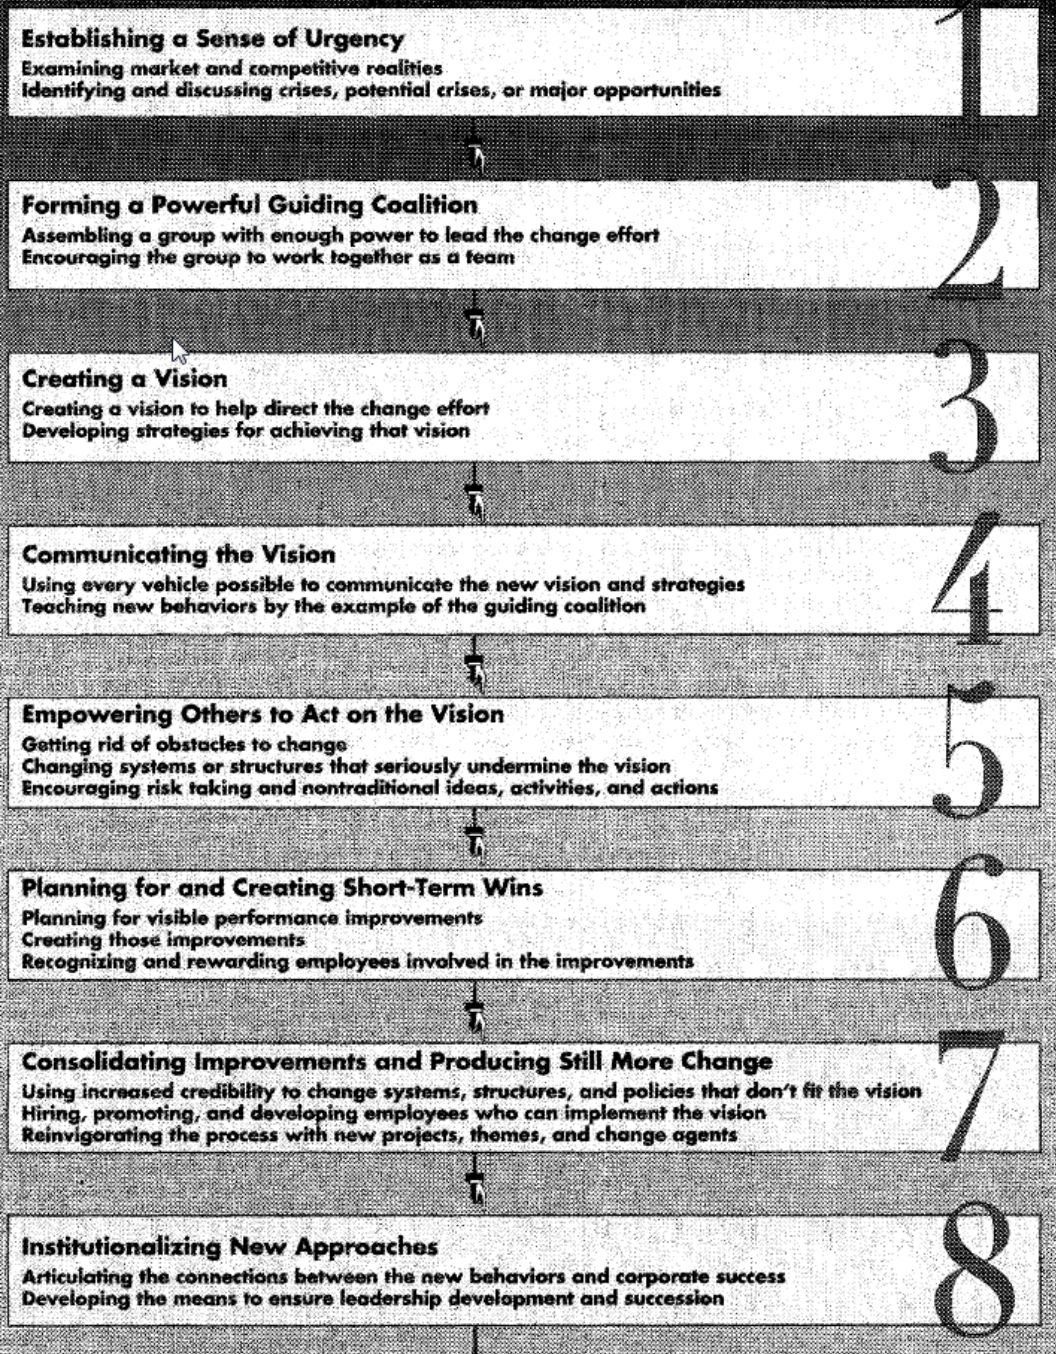 Establishing a Sense of Urgency
Examining market and competitive realities
Identifying and discussing crises, potential crises, or major opportunities
1
Forming a Powerful Guiding Coalition
Assembling a group with enough power to lead the change effort
Encouraging the group to work together as a team
2
Creating a Vision
Creating a vision to help direct the change effort
Developing strategies for achieving that vision
3
Communicating the Vision
Using every vehicle possible to communicate the new vision and strategies
Teaching new behaviors by the example of the guiding coalition
4
Empowering Others to Act on the Vision
Getting rid of obstacles to change
Changing systems or structures that seriously undermine the vision
Encouraging risk taking and nontraditional ideas, activities, and actions
5
Planning for and Creating Short-Term Wins
Planning for visible performance improvements
Creating those improvements
Recognizing and rewarding employees involved in the improvements
6
Consolidating Improvements and Producing Still More Change
Using increased credibility to change systems, structures, and policies that don't fit the vision
Hiring, promoting, and developing employees who can implement the vision
Reinvigorating the process with new projects, themes, and change agents
7
Institutionalizing New Approaches
Articulating the connections between the new behaviors and corporate success
Developing the means to ensure leadership development and succession
8